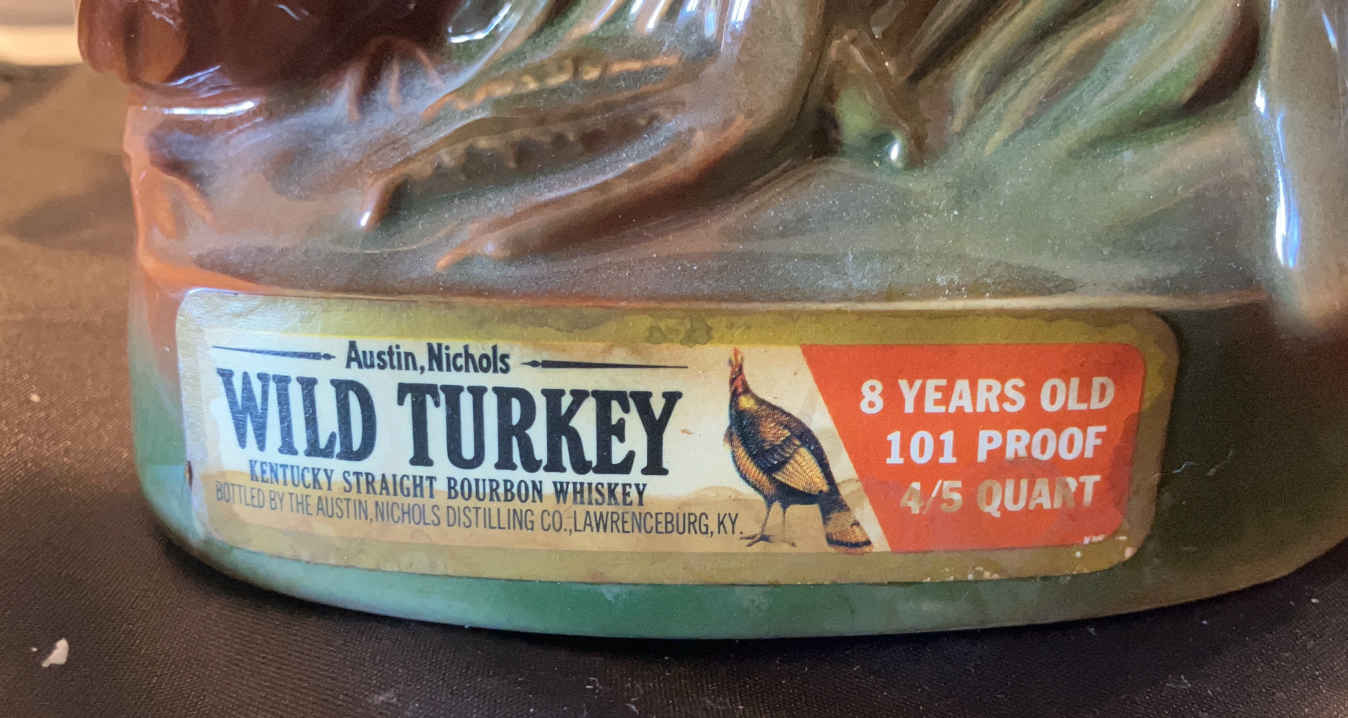 Austin, Nichols
WILD TURKEY
KENTUCKY STRAIGHT BOURBON WHISKEY
BOTTLED BY THE AUSTIN, NICHOLS DISTILLING CO., LAWRENCEBURG, KY.
8 YEARS OLD
101 PROOF
4/5 QUART